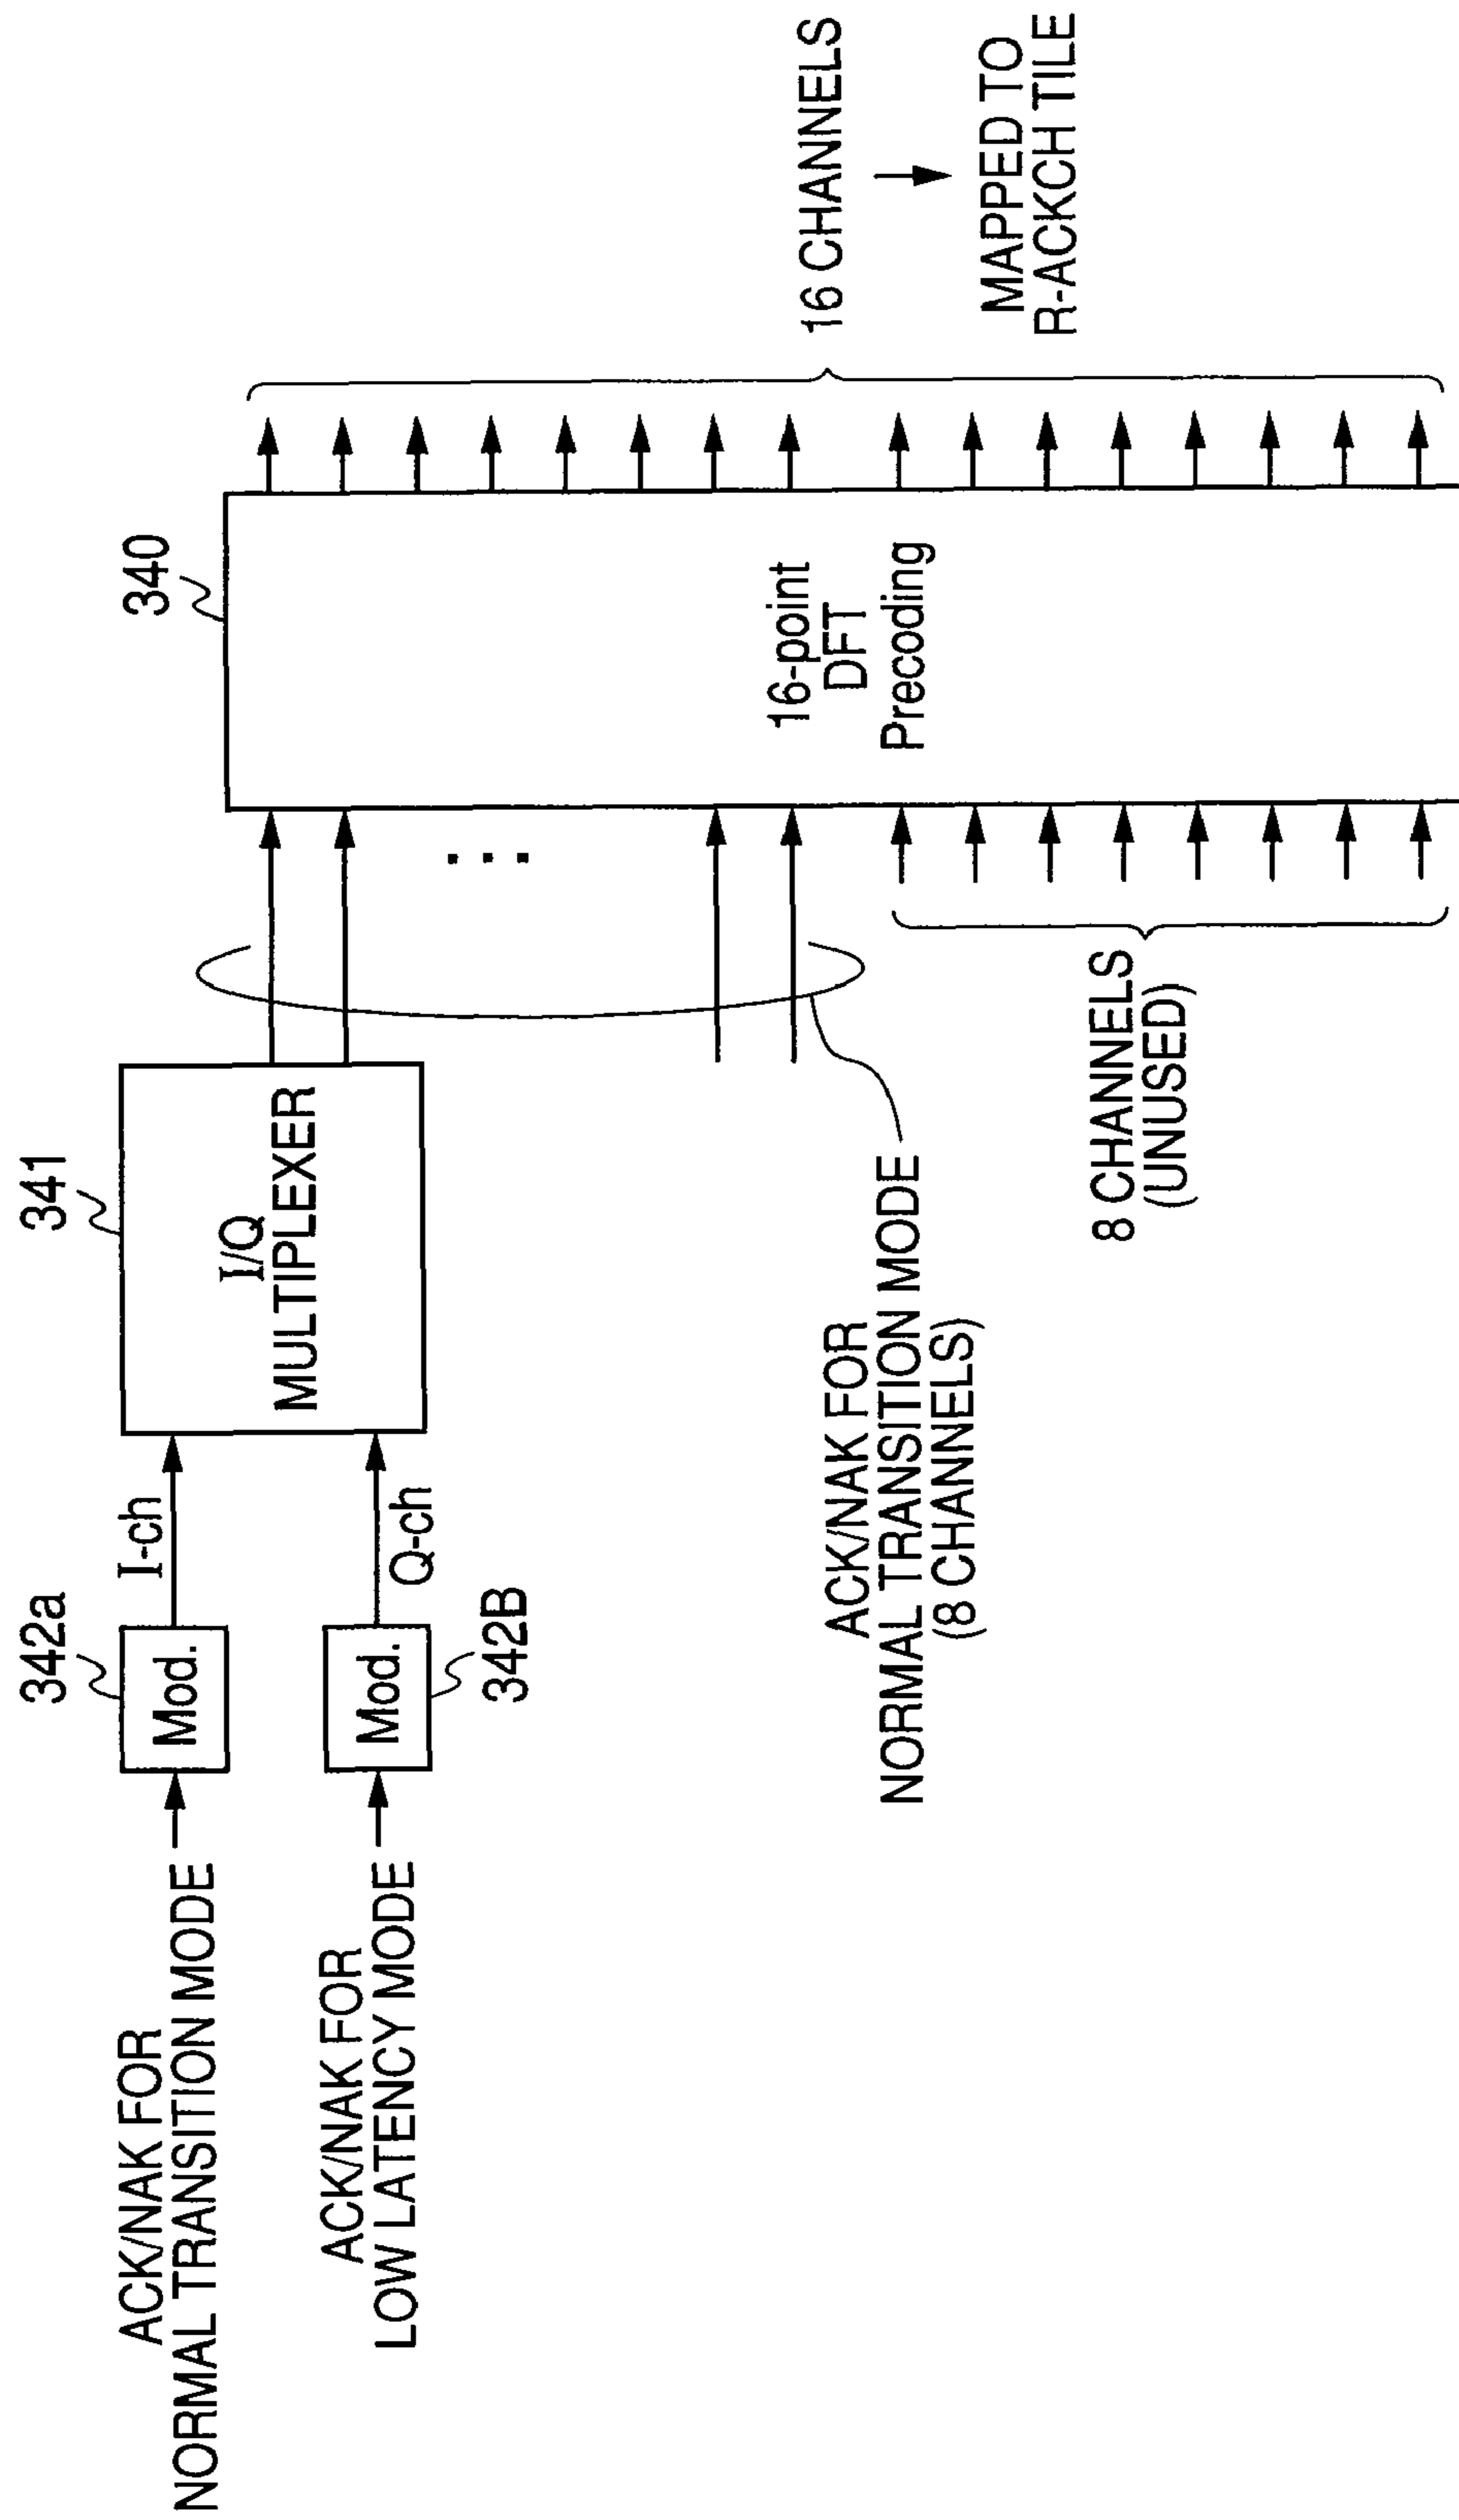 ACK/NAK FOR
NORMAL TRANSITION MODE
342a
Mod.
I-ch
341
I/Q
MULTIPLEXER
ACK/NAK FOR
LOW LATENCY MODE
Mod.
342B
Q-ch
ACK/NAK FOR
NORMAL TRANSITION MODE
(8 CHANNELS)
8 CHANNELS
(UNUSED)
340
16-point
DFT
Precoding
16 CHANNELS
MAPPED TO
R-ACKCH TILE